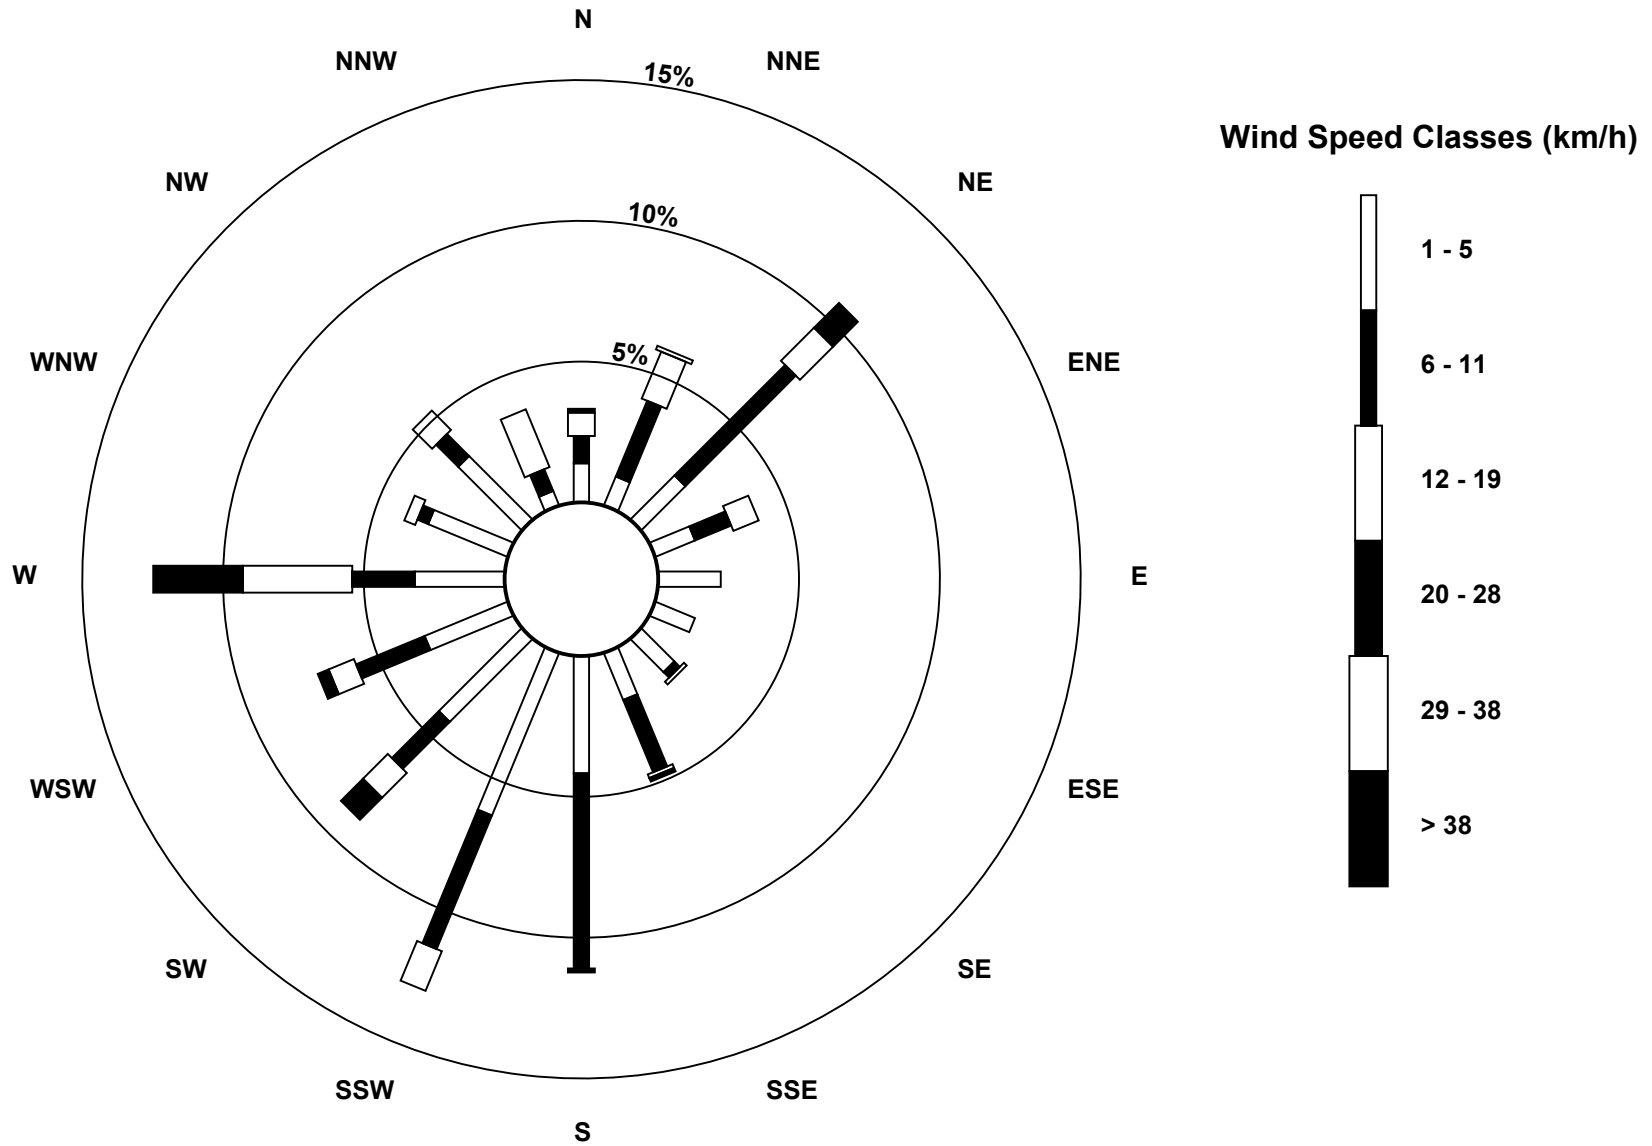 N
NNW
NNE
15%
Wind Speed Classes (km/h)
NW
NE
10%
1 - 5
5%
WNW
ENE
6 - 11
12 - 19
W
E
20 - 28
29 - 38
WSW
ESE
> 38
SW
SE
SSW
SSE
S